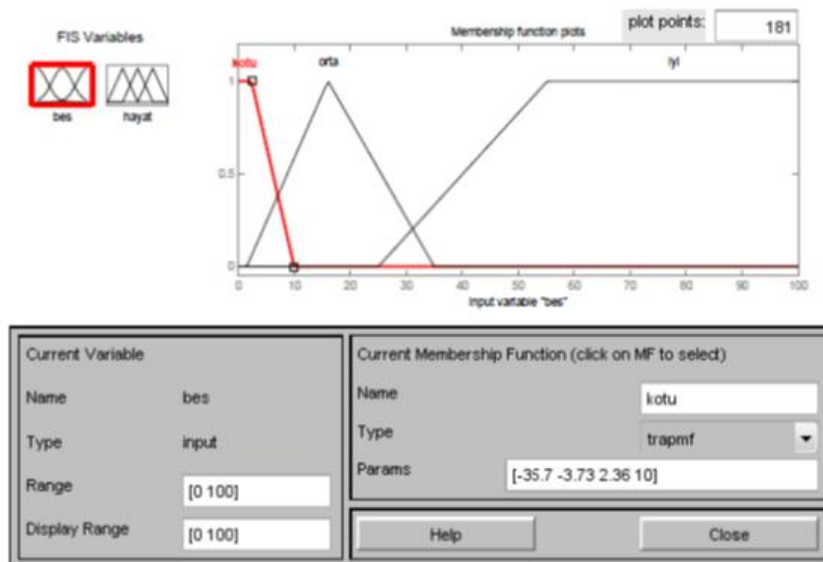 FIS Variables
bes
hayat
Membership function plots
plot points:
181
kotu
orta
iyi
1
0.5
0
0 10 20 30 40 50 60 70 80 90 100
Input variable "bes"
Current Variable
Name bes
Type input
Range [0 100]
Display Range [0 100]
Current Membership Function (click on MF to select)
Name kotu
Type trapmf
Params [-35.7 -3.73 2.36 10]
Help
Close